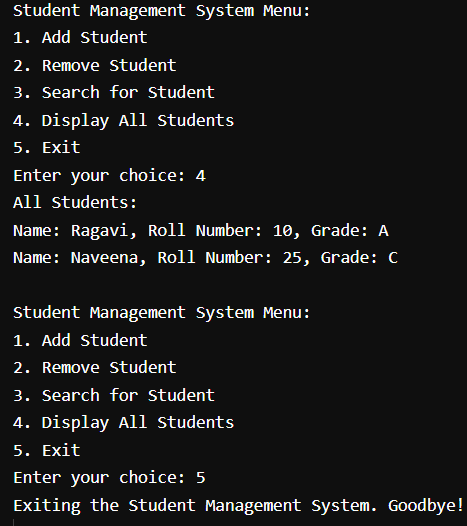 Student Management System Menu:
1. Add Student
2. Remove Student
3. Search for Student
4. Display All Students
5. Exit
Enter your choice: 4
All Students:
Name: Ragavi, Roll Number: 10, Grade: A
Name: Naveena, Roll Number: 25, Grade: C
Student Management System Menu:
1. Add Student
2. Remove Student
3. Search for Student
4. Display All Students
5. Exit
Enter your choice: 5
Exiting the Student Management System. Goodbye!